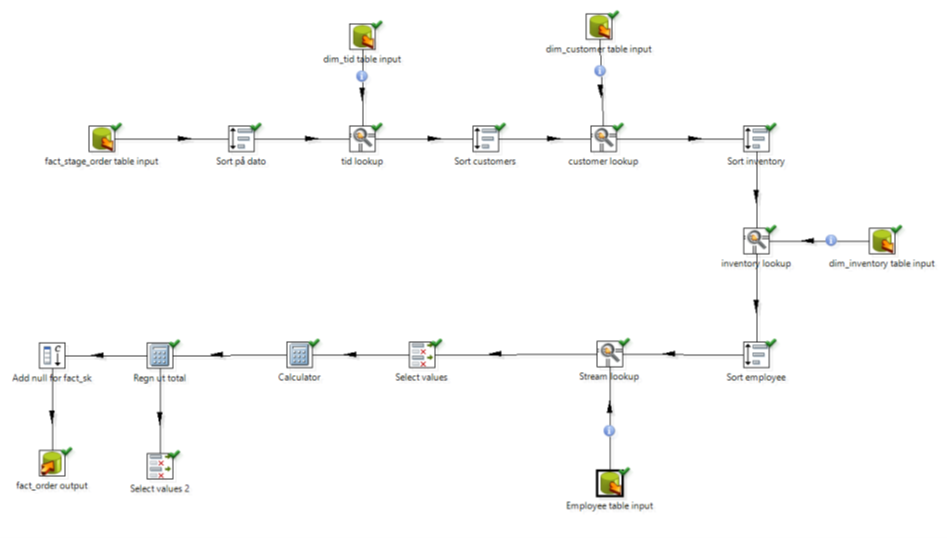 dim_tid table input
dim_customer table input
fact_stage_order table input
Sort på dato
tid lookup
Sort customers
customer lookup
Sort inventory
inventory lookup
dim_inventory table input
Add null for fact_sk
Regn ut total
Calculator
Select values
Stream lookup
Sort employee
fact_order output
Select values 2
Employee table input